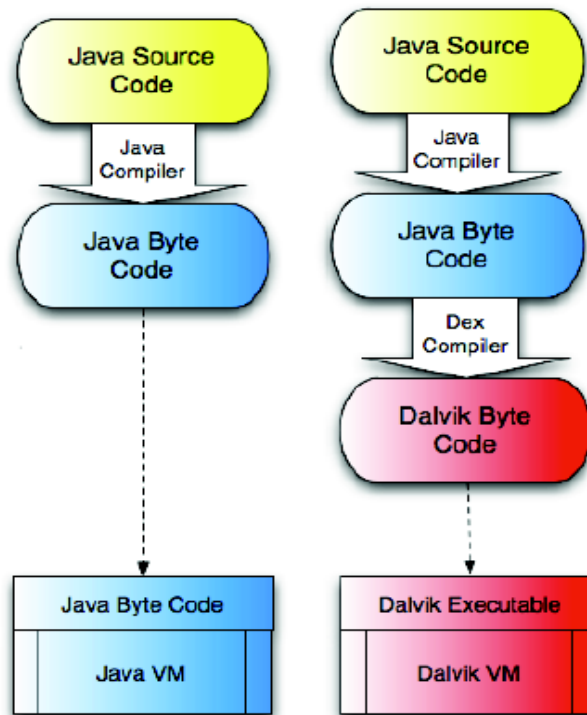 Java Source
Code
Java
Compiler
Java Byte
Code
Java Byte Code
Java VM
Java Source
Code
Java
Compiler
Java Byte
Code
Dex
Compiler
Dalvik Byte
Code
Dalvik Executable
Dalvik VM